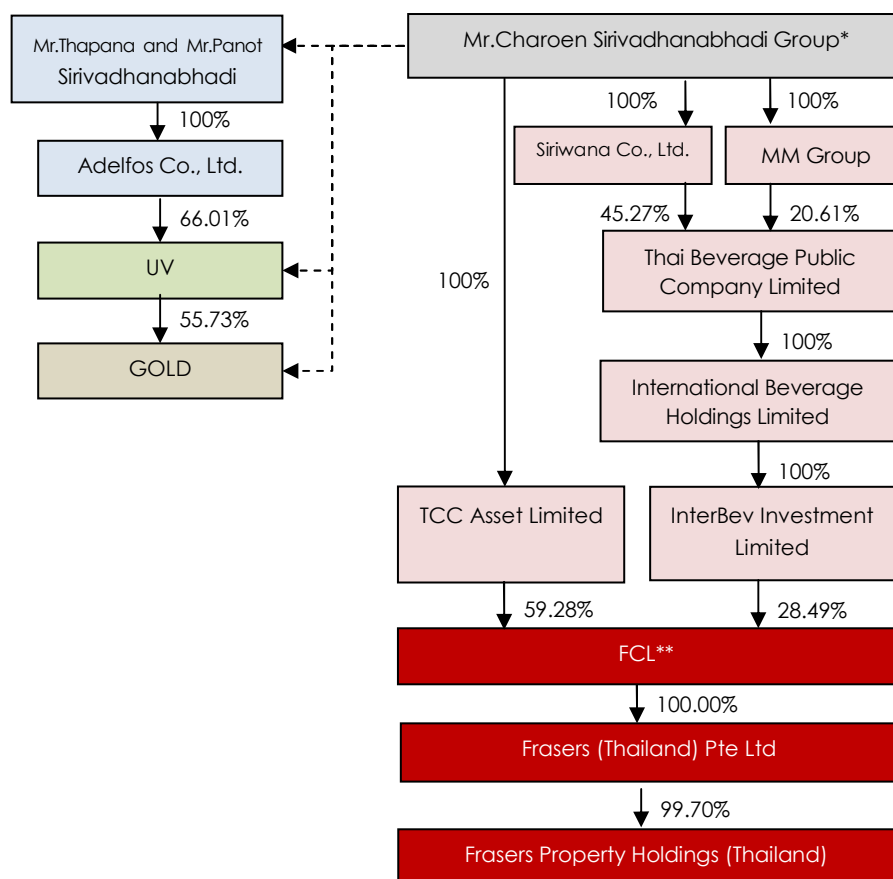 Mr.Thapana and Mr.Panot
Sirivadhanabhadi
Mr.Charoen Sirivadhanabhadi Group*
100%
100%
100%
Adelfos Co., Ltd.
Siriwana Co., Ltd.
MM Group
66.01%
45.27%
20.61%
UV
Thai Beverage Public
Company Limited
100%
55.73%
100%
GOLD
International Beverage
Holdings Limited
100%
TCC Asset Limited
InterBev Investment
Limited
59.28%
28.49%
FCL**
100.00%
Frasers (Thailand) Pte Ltd
99.70%
Frasers Property Holdings (Thailand)